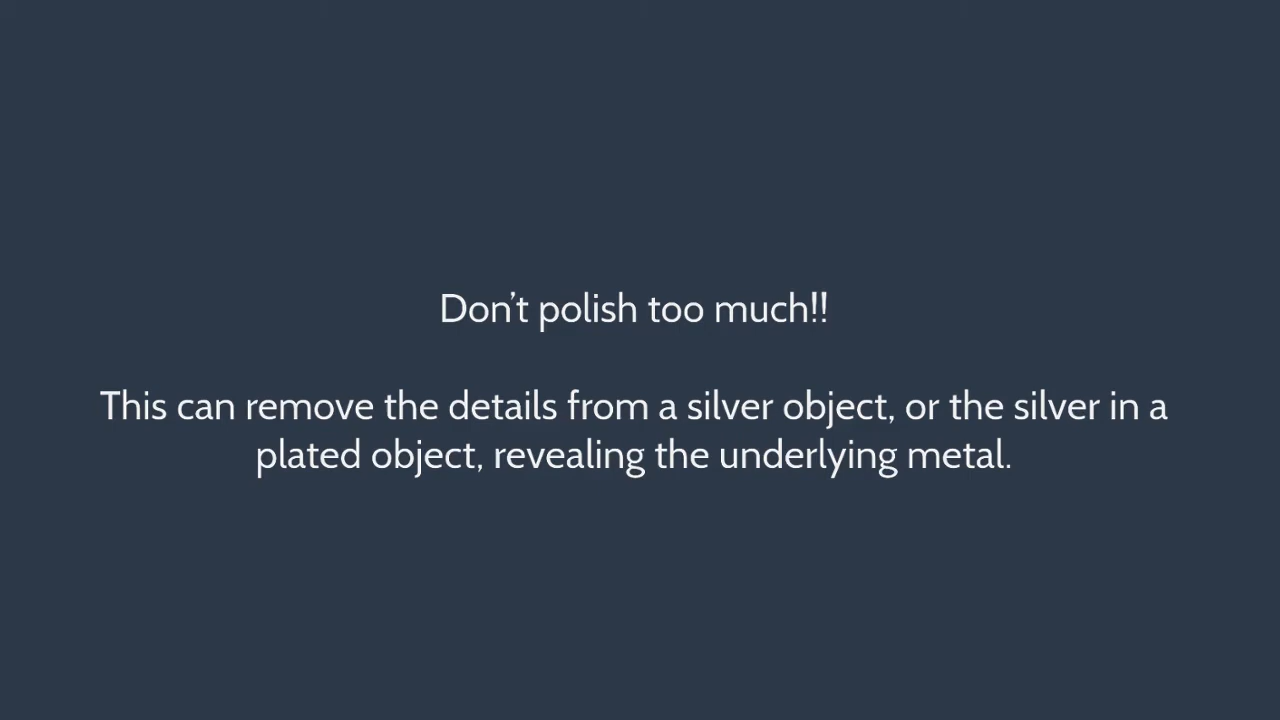 Don't polish too much!!
This can remove the details from a silver object, or the silver in a
plated object, revealing the underlying metal.